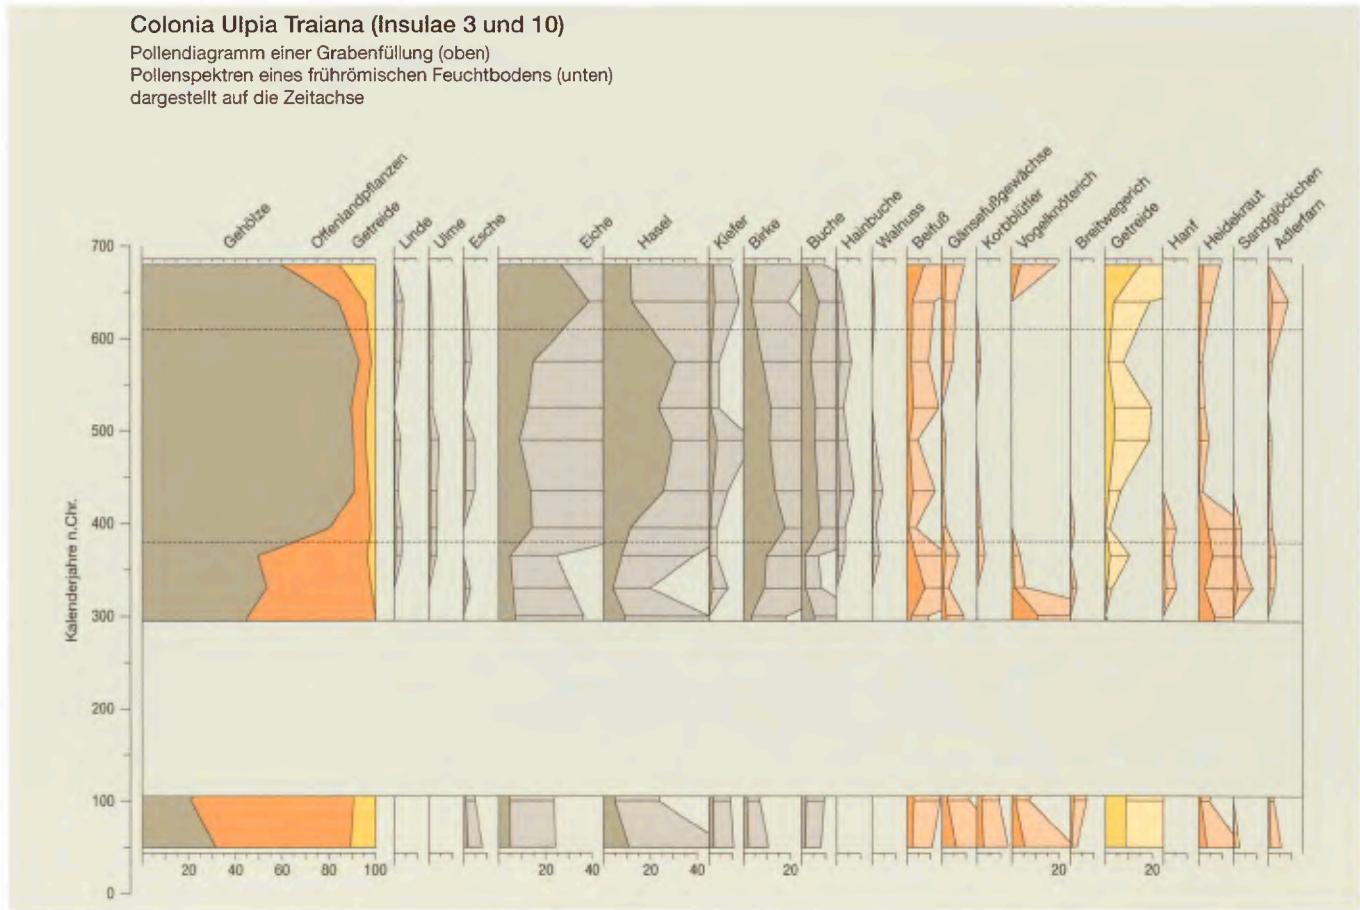 Colonia Ulpia Traiana (Insulae 3 und 10)
Pollendiagramm einer Grabenfüllung (oben)
Pollenspektren eines frührömischen Feuchtbodens (unten)
dargestellt auf die Zeitachse
Gehölze
Offenlandpflanzen
Getreide
Linde
Ulme
Esche
Eiche
Hasel
Kiefer
Birke
Buche
Hainbuche
Walnuss
Beifuß
Gänsefußgewächse
Korbblütler
Vogelknöterich
Breitwegerich
Getreide
Hanf
Heidekraut
Sandglöckchen
Adlerfarn
Kalenderjahre n.Chr.
700
600
500
400
300
200
100
0
20 40 60 80 100 20 40 20 40 20 20 20